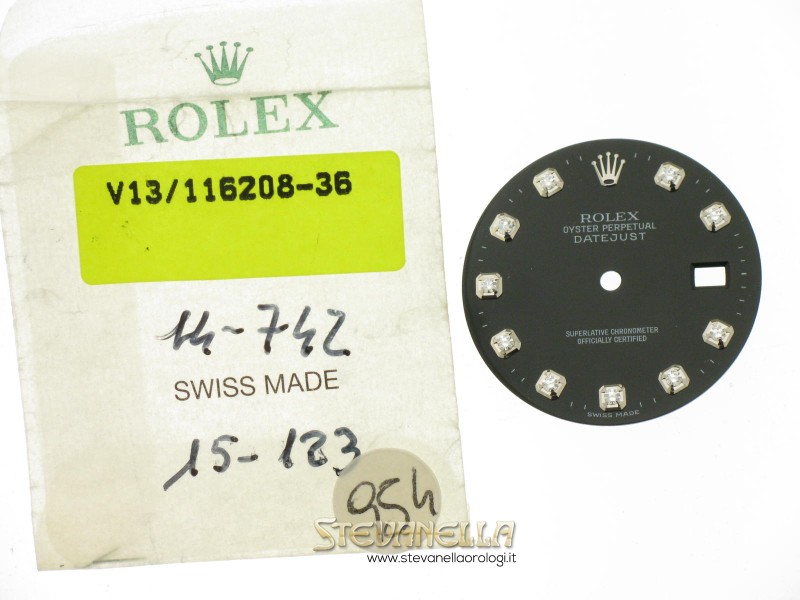 ROLEX
V13/116208-36
14-742
SWISS MADE
15-123
954
ROLEX
OYSTER PERPETUAL
DATEJUST
SUPERLATIVE CHRONOMETER
OFFICIALLY CERTIFIED
SWISS MADE
STEVANELLA
www.stevanellaorologi.it